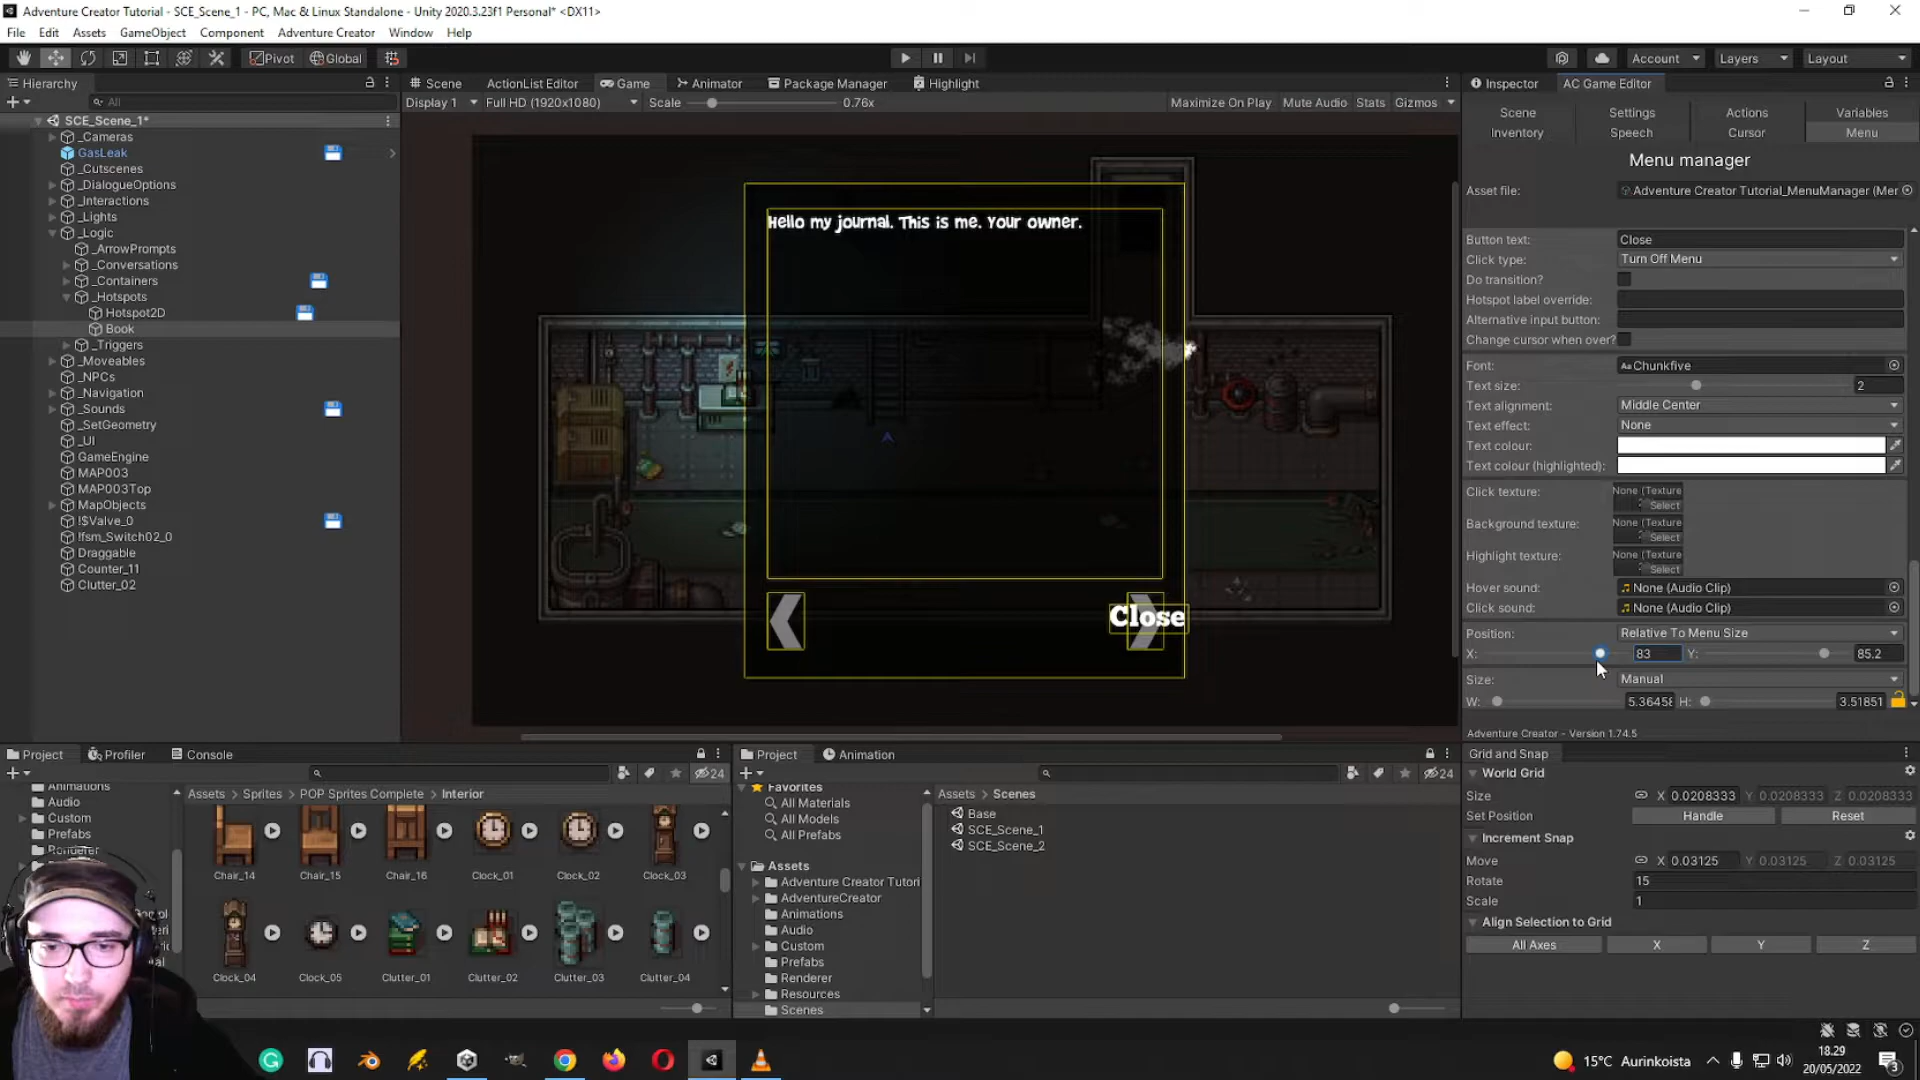 Adventure Creator Tutorial - SCE_Scene_1 - PC, Mac & Linux Standalone - Unity 2020.3.23f1 Personal* <DX11>
File Edit Assets GameObject Component Adventure Creator Window Help
Pivot Global Account Layers Layout
Hierarchy Scene ActionList Editor Game Animator Package Manager Highlight Inspector AC Game Editor
All Display 1 Full HD (1920x1080) Scale 0.76x Maximize On Play Mute Audio Stats Gizmos
Scene Settings Actions Variables
Inventory Speech Cursor Menu
SCE_Scene_1*
_Cameras
GasLeak
_Cutscenes
_DialogueOptions
_Interactions
_Lights
_Logic
_ArrowPrompts
_Conversations
_Containers
_Hotspots
Hotspot2D
Book
_Triggers
_Moveables
_NPCs
_Navigation
_Sounds
_SetGeometry
_UI
GameEngine
MAP003
MAP003Top
MapObjects
!$Valve_0
!fsm_Switch02_0
Draggable
Counter_11
Clutter_02
Hello my journal. This is me. Your owner.
Close
Menu manager
Asset file: Adventure Creator Tutorial_MenuManager (Mer
Button text: Close
Click type: Turn Off Menu
Do transition?
Hotspot label override:
Alternative input button:
Change cursor when over?
Font: Aa Chunkfive
Text size: 2
Text alignment: Middle Center
Text effect: None
Text colour:
Text colour (highlighted):
Click texture: None (Texture
Select
Background texture: None (Texture
Select
Highlight texture: None (Texture
Select
Hover sound: None (Audio Clip)
Click sound: None (Audio Clip)
Position: Relative To Menu Size
X: 83 Y: 85.2
Size: Manual
W: 5.36458 H: 3.51851
Adventure Creator - Version 1.74.5
Project Profiler Console
24
Animations
Audio
Custom
Prefabs
Renderer
Assets > Sprites > POP Sprites Complete > Interior
Chair_14 Chair_15 Chair_16 Clock_01 Clock_02 Clock_03
Clock_04 Clock_05 Clutter_01 Clutter_02 Clutter_03 Clutter_04
Project Animation
24
Favorites
All Materials
All Models
All Prefabs
Assets
Adventure Creator Tutori
AdventureCreator
Animations
Audio
Custom
Prefabs
Renderer
Resources
Scenes
Assets > Scenes
Base
SCE_Scene_1
SCE_Scene_2
Grid and Snap
World Grid
Size X 0.0208333 Y 0.0208333 Z 0.0208333
Set Position Handle Reset
Increment Snap
Move X 0.03125 Y 0.03125 Z 0.03125
Rotate 15
Scale 1
Align Selection to Grid
All Axes X Y Z
15°C Aurinkoista
18.29
20/05/2022
3